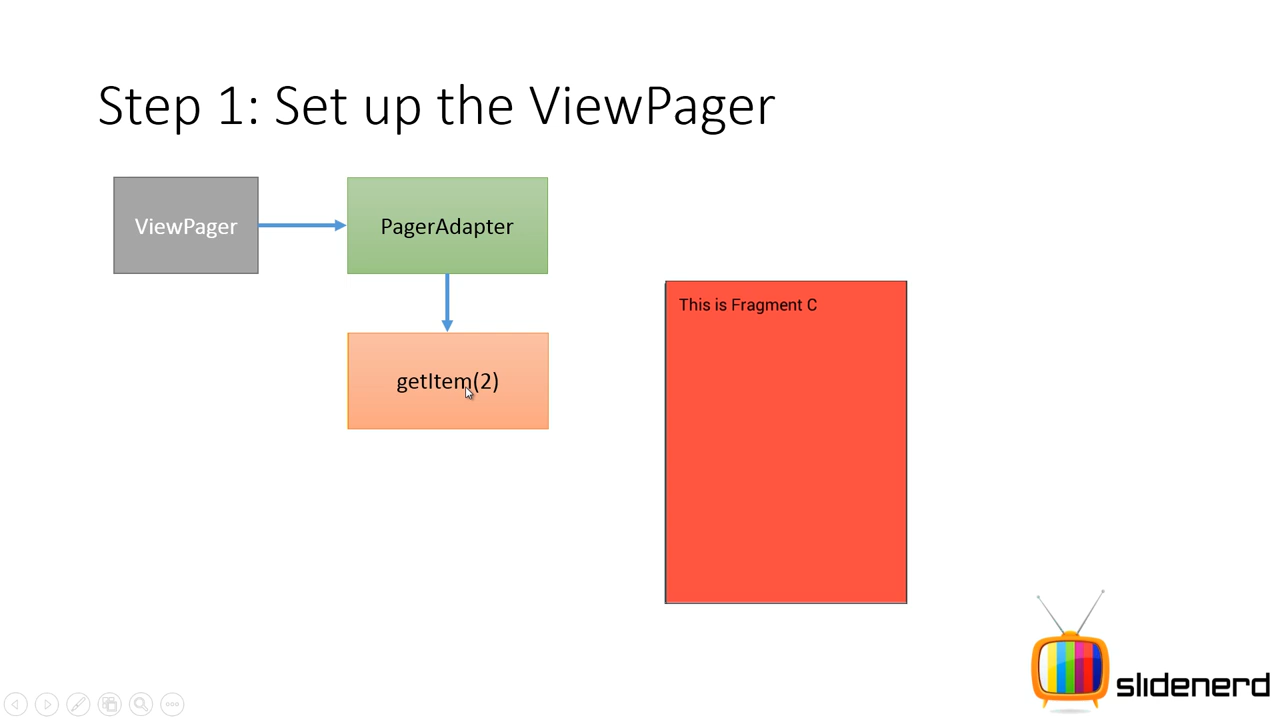 Step 1: Set up the ViewPager
ViewPager
PagerAdapter
This is Fragment C
getItem(2)
slidenerd